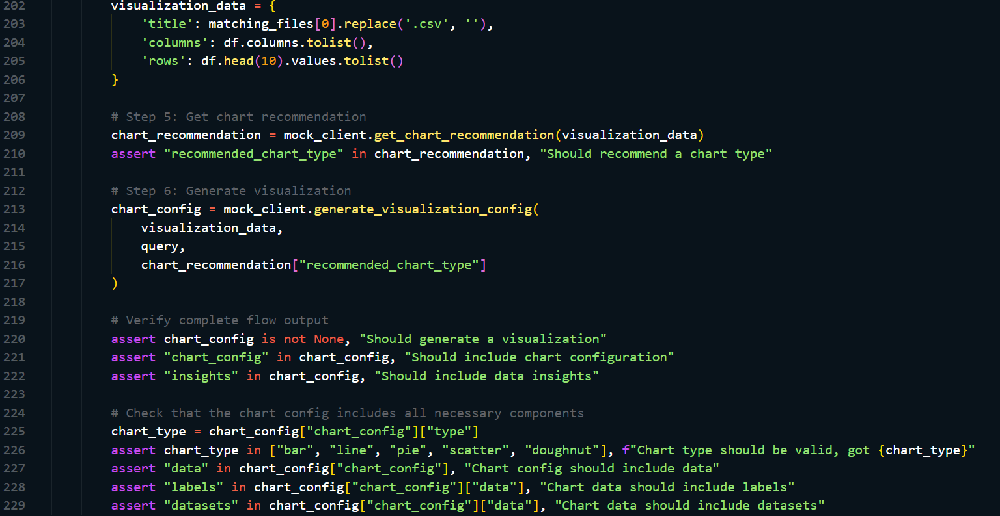 202 visualization_data = {
203 'title': matching_files[0].replace('.csv', ''),
204 'columns': df.columns.tolist(),
205 'rows': df.head(10).values.tolist()
206 }
207
208 # Step 5: Get chart recommendation
209 chart_recommendation = mock_client.get_chart_recommendation(visualization_data)
210 assert "recommended_chart_type" in chart_recommendation, "Should recommend a chart type"
211
212 # Step 6: Generate visualization
213 chart_config = mock_client.generate_visualization_config(
214 visualization_data,
215 query,
216 chart_recommendation["recommended_chart_type"]
217 )
218
219 # Verify complete flow output
220 assert chart_config is not None, "Should generate a visualization"
221 assert "chart_config" in chart_config, "Should include chart configuration"
222 assert "insights" in chart_config, "Should include data insights"
223
224 # Check that the chart config includes all necessary components
225 chart_type = chart_config["chart_config"]["type"]
226 assert chart_type in ["bar", "line", "pie", "scatter", "doughnut"], f"Chart type should be valid, got {chart_type}"
227 assert "data" in chart_config["chart_config"], "Chart config should include data"
228 assert "labels" in chart_config["chart_config"]["data"], "Chart data should include labels"
229 assert "datasets" in chart_config["chart_config"]["data"], "Chart data should include datasets"